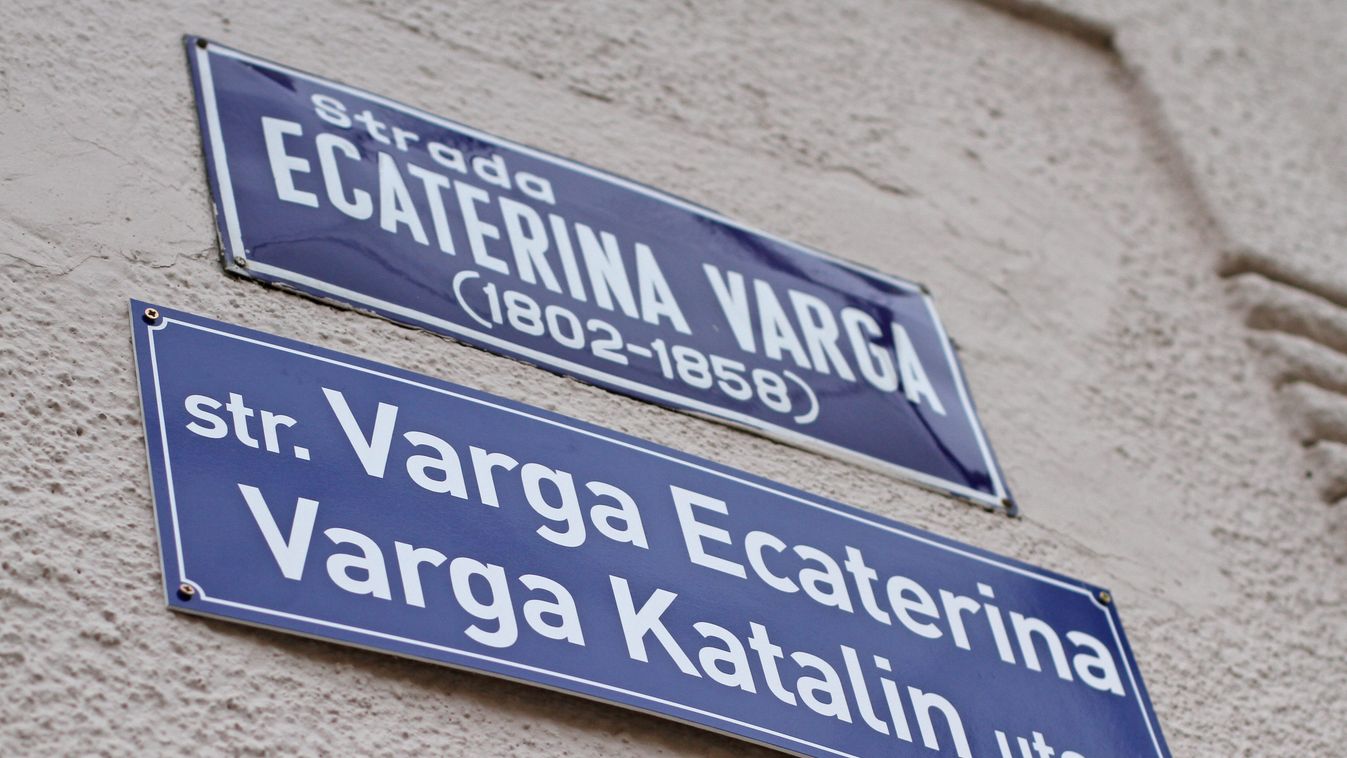 Strada
ECATERINA VARGA
(1802-1858)
str. Varga Ecaterina
Varga Katalin